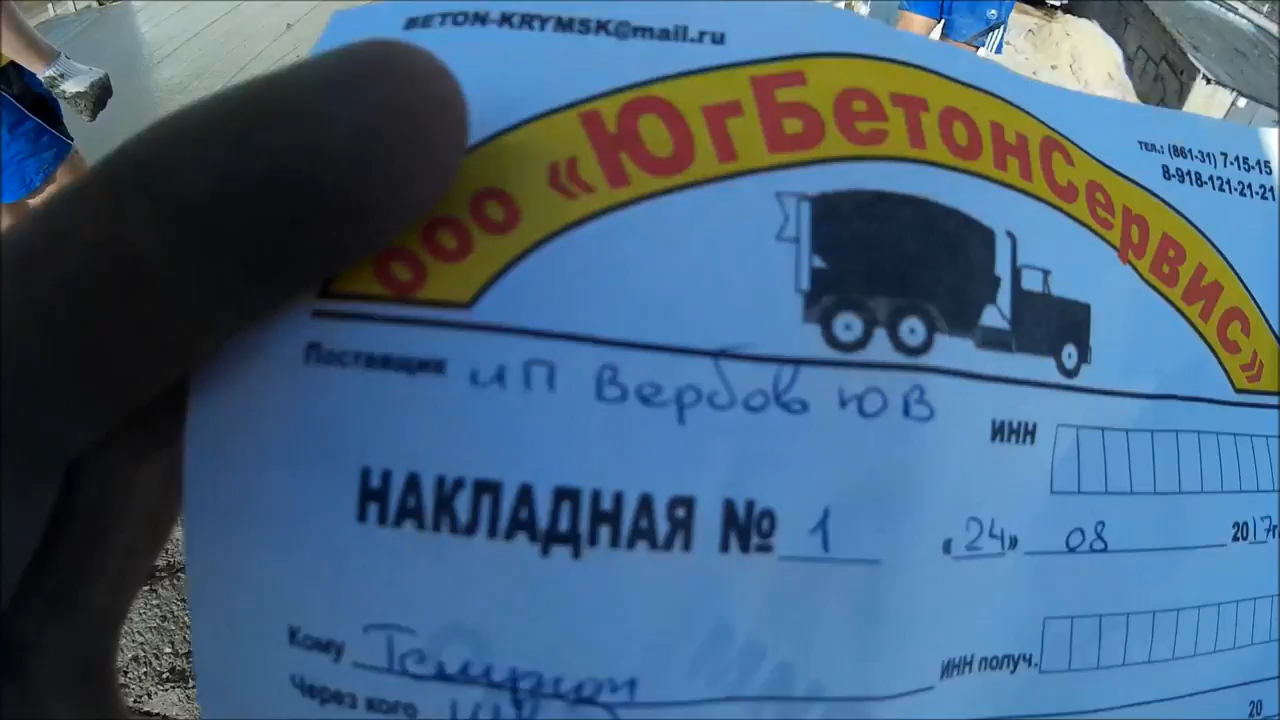 BETON-KRYMSK@mail.ru
ООО «ЮгБетонСервис»
тел.: (861-31) 7-15-15
8-918-121-21-21
Поставщик ИП Вербов ЮВ
ИНН
НАКЛАДНАЯ № 1 «24» 08 2017г
Кому
ИНН получ.
Через кого
20